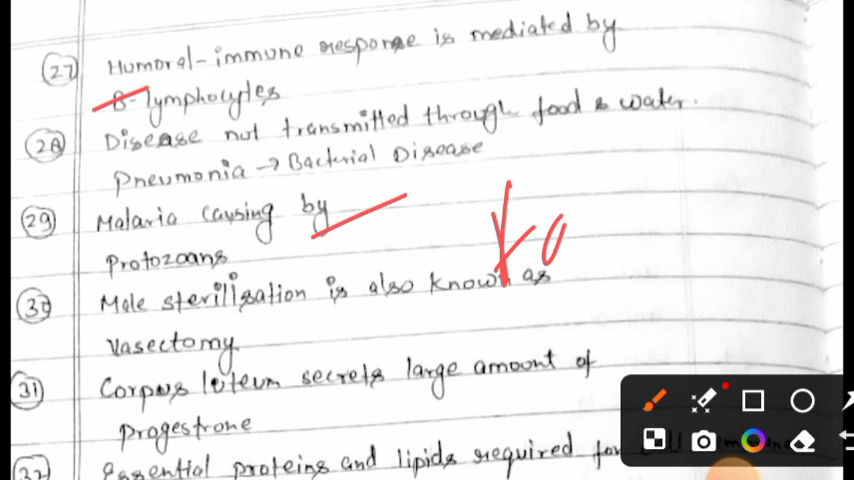 27 Humoral-immune response is mediated by
B-lymphocytes
28 Disease not transmitted through food & water.
Pneumonia → Bacterial Disease
29 Malaria causing by
Protozoans
30 Male sterilisation is also known as
Vasectomy
31 Corpus luteum secrets large amount of
Progestrone
32 Essential proteins and lipids required for